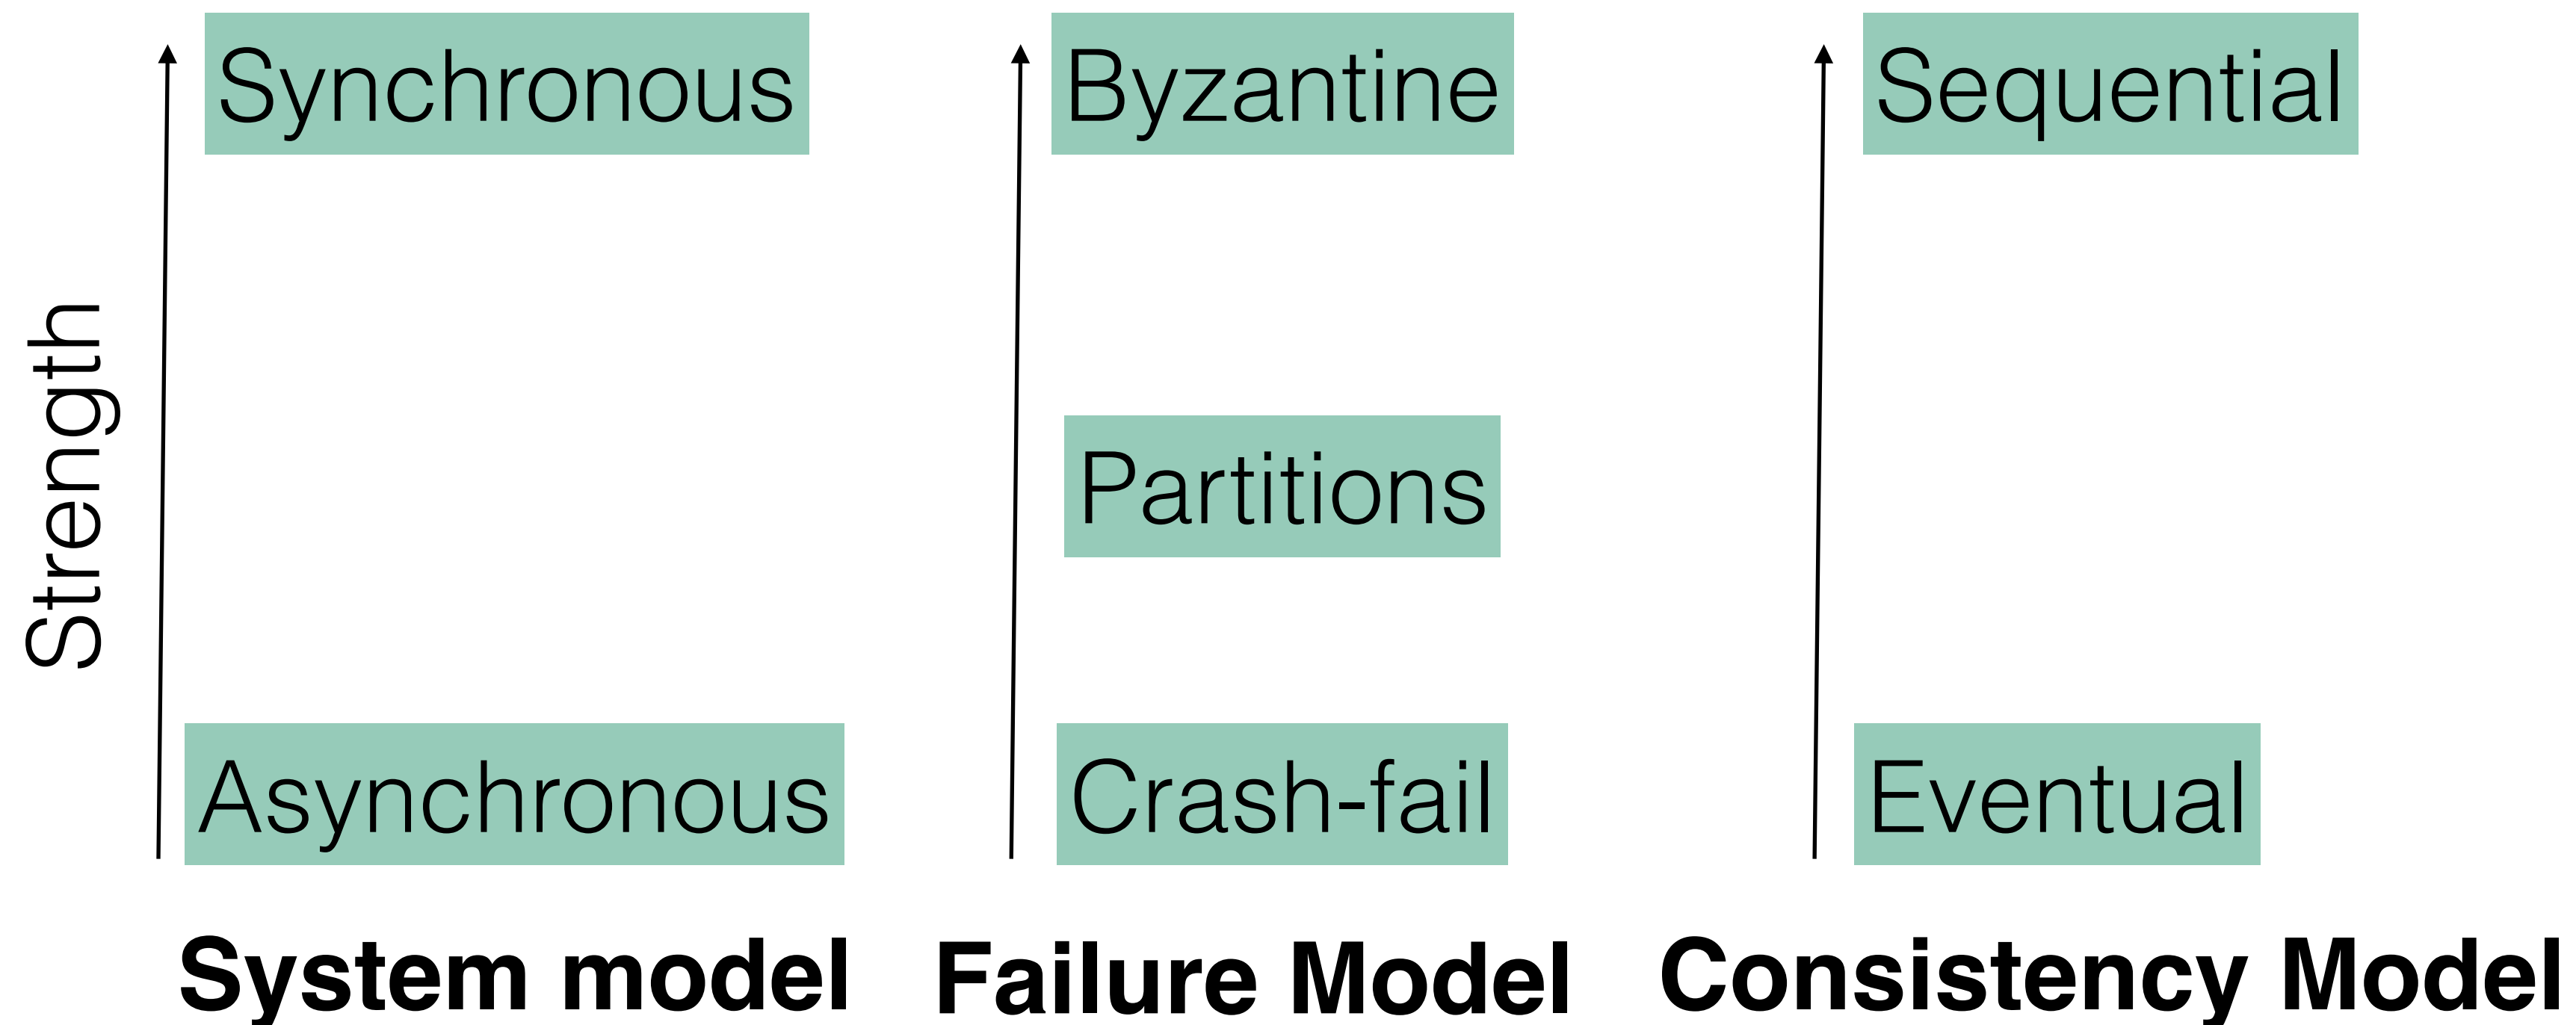 Strength
Synchronous
Asynchronous
System model
Byzantine
Partitions
Crash-fail
Failure Model
Sequential
Eventual
Consistency Model